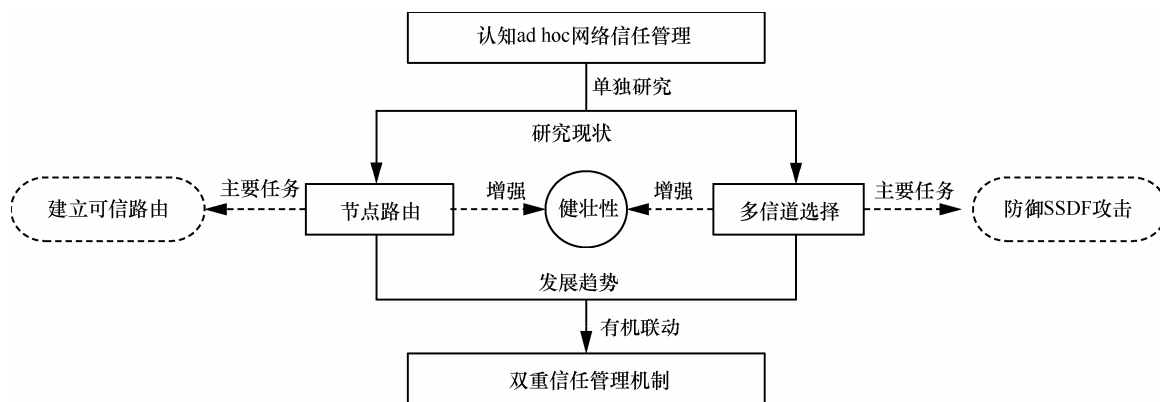 认知ad hoc网络信任管理
单独研究
研究现状
主要任务
增强
增强
主要任务
建立可信路由
节点路由
健壮性
多信道选择
防御SSDF攻击
发展趋势
有机联动
双重信任管理机制